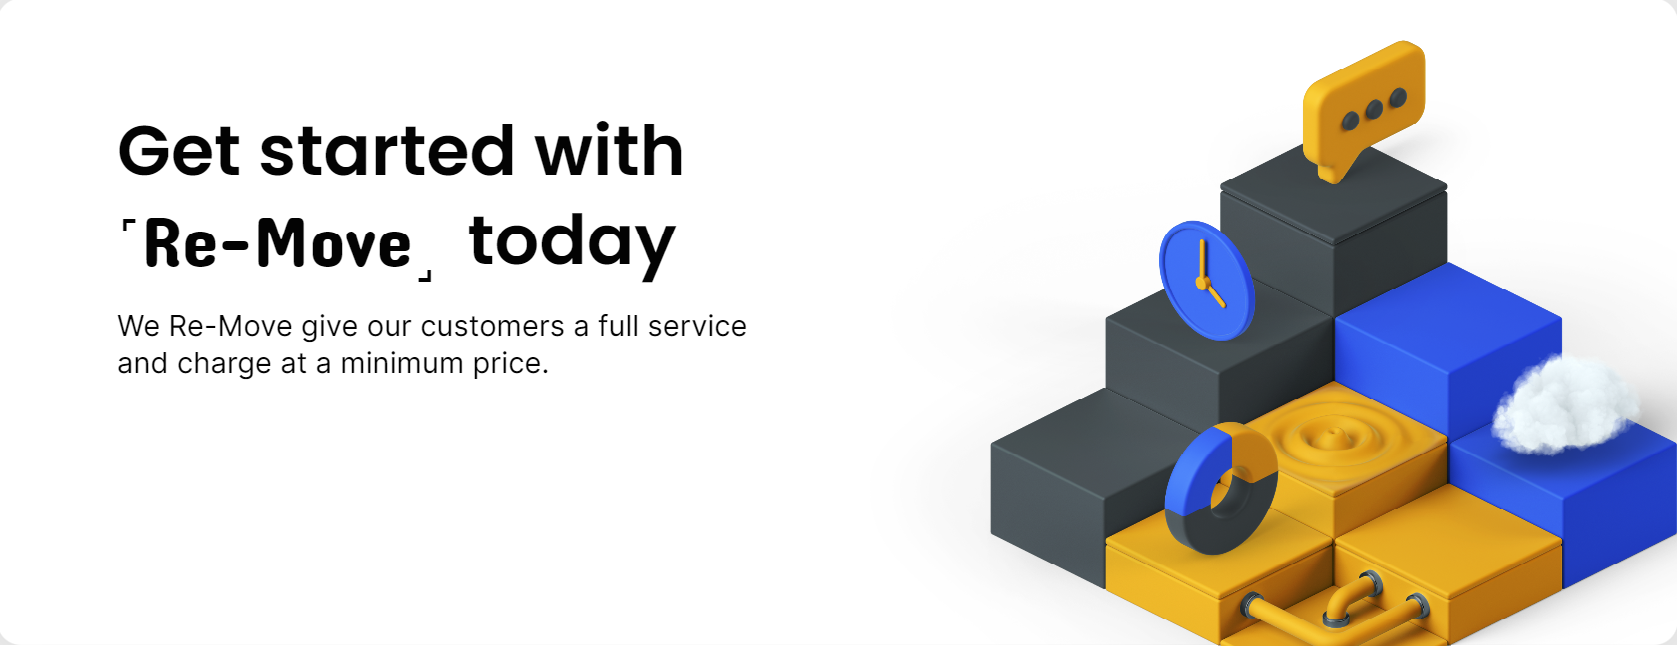 Get started with
「Re-Move」 today
We Re-Move give our customers a full service
and charge at a minimum price.